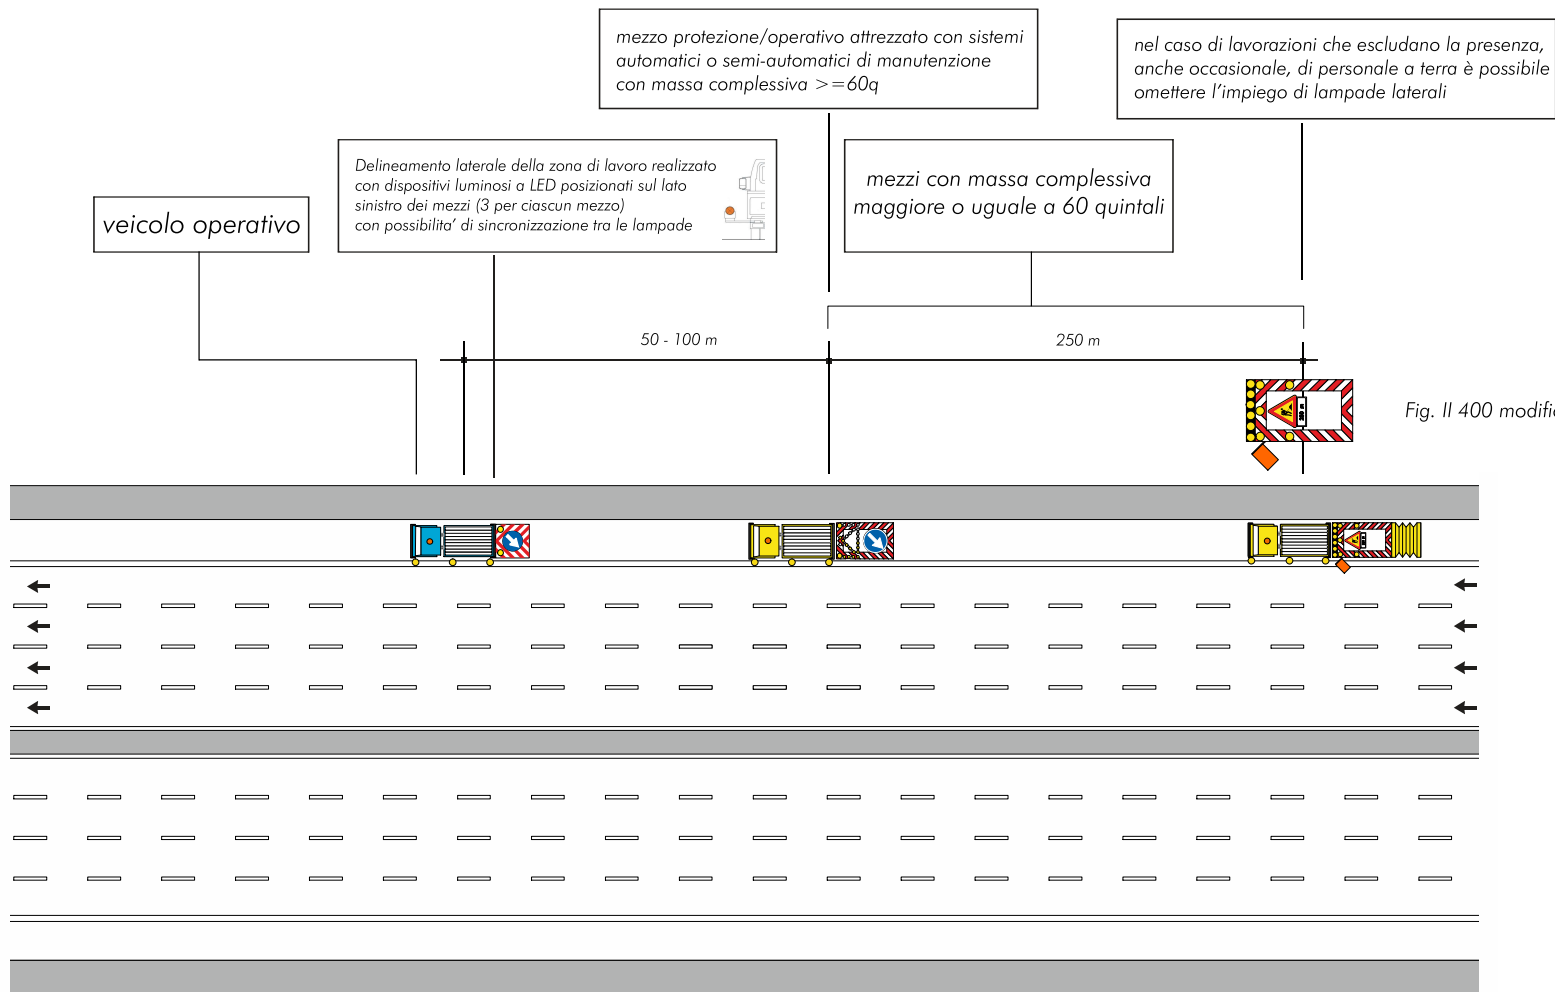 mezzo protezione/operativo attrezzato con sistemi
automatici o semi-automatici di manutenzione
con massa complessiva >=60q
nel caso di lavorazioni che escludano la presenza,
anche occasionale, di personale a terra è possibile
omettere l'impiego di lampade laterali
Delineamento laterale della zona di lavoro realizzato
con dispositivi luminosi a LED posizionati sul lato
sinistro dei mezzi (3 per ciascun mezzo)
con possibilita' di sincronizzazione tra le lampade
mezzi con massa complessiva
maggiore o uguale a 60 quintali
veicolo operativo
50 - 100 m
250 m
Fig. II 400